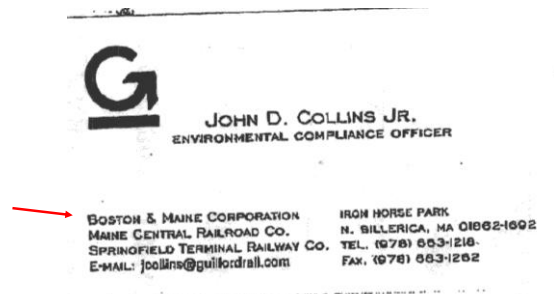 G
JOHN D. COLLINS JR.
ENVIRONMENTAL COMPLIANCE OFFICER
BOSTON & MAINE CORPORATION
MAINE CENTRAL RAILROAD CO.
SPRINGFIELD TERMINAL RAILWAY CO.
E-MAIL: jcollins@guilfordrail.com
IRON HORSE PARK
N. BILLERICA, MA 01862-1692
TEL. (978) 663-1218
FAX. (978) 663-1262